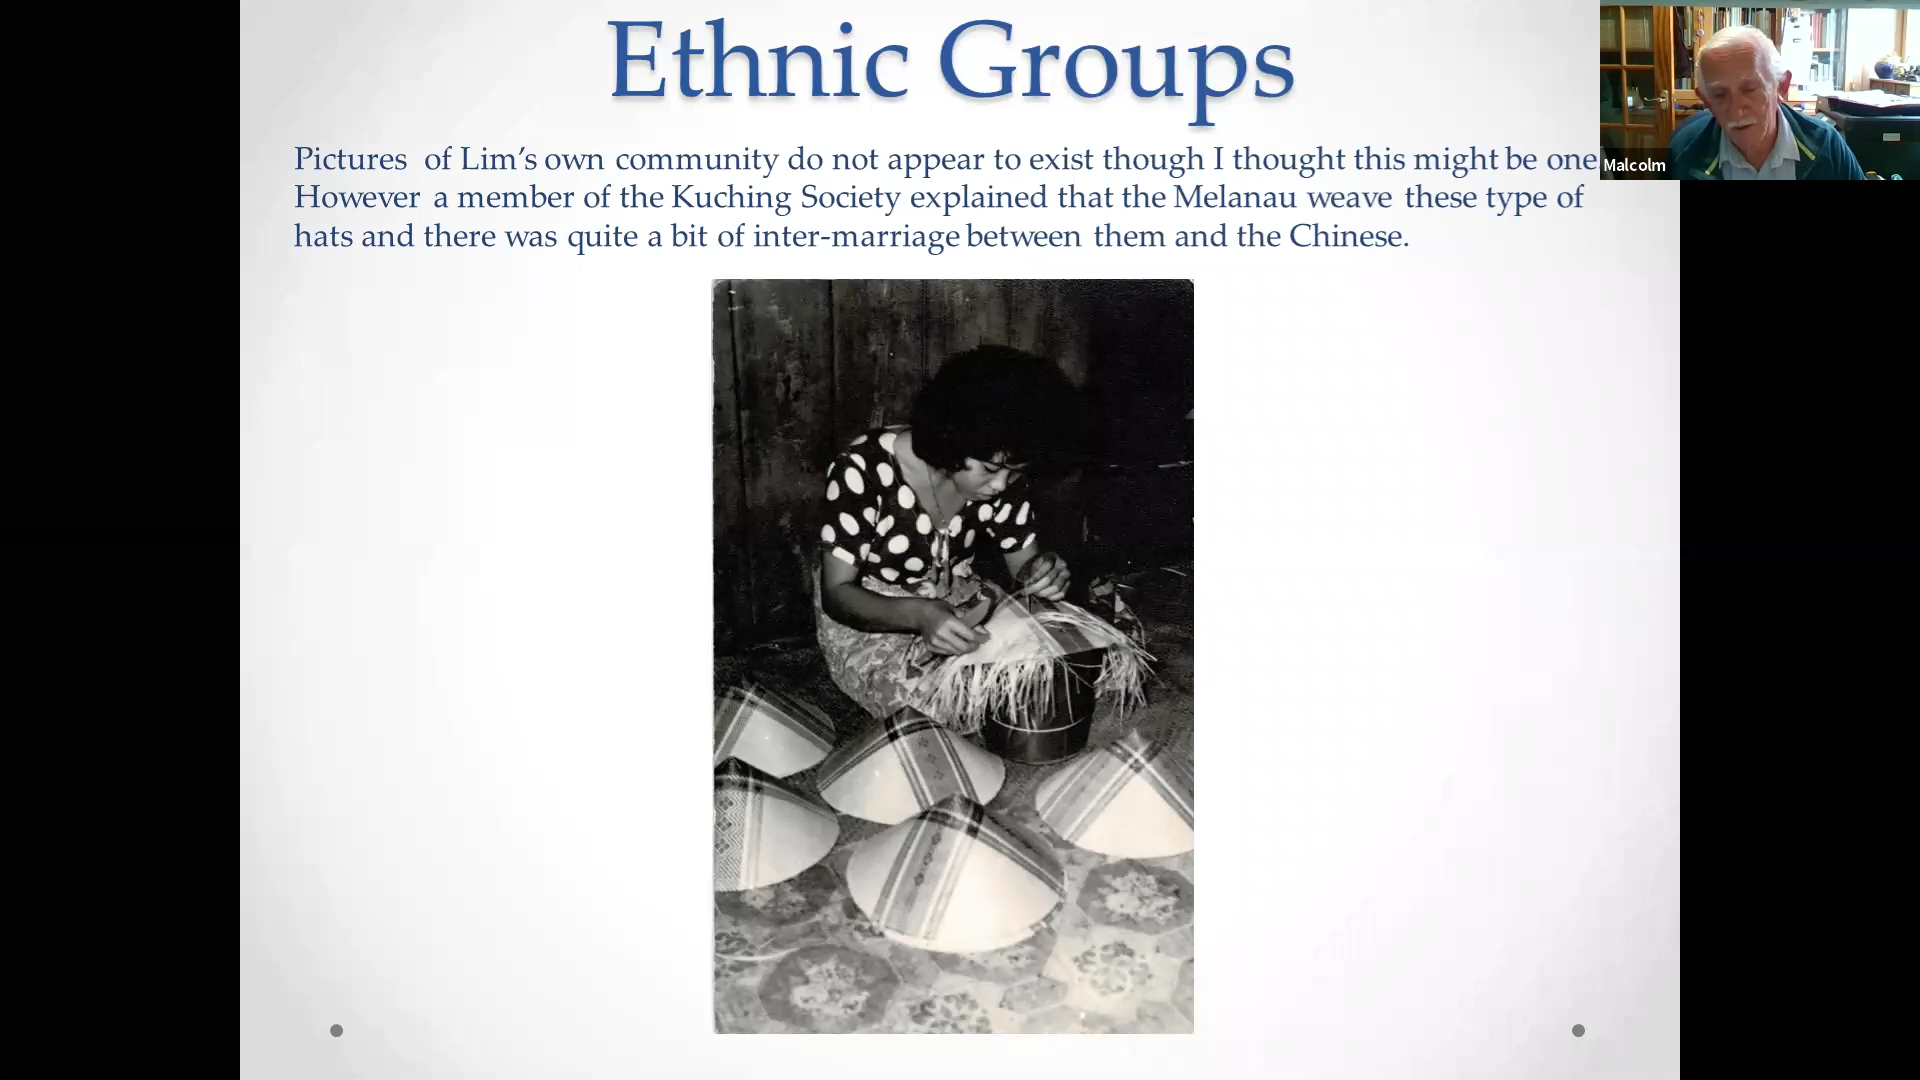 Ethnic Groups
Pictures of Lim's own community do not appear to exist though I thought this might be one
However a member of the Kuching Society explained that the Melanau weave these type of
hats and there was quite a bit of inter-marriage between them and the Chinese.
Malcolm